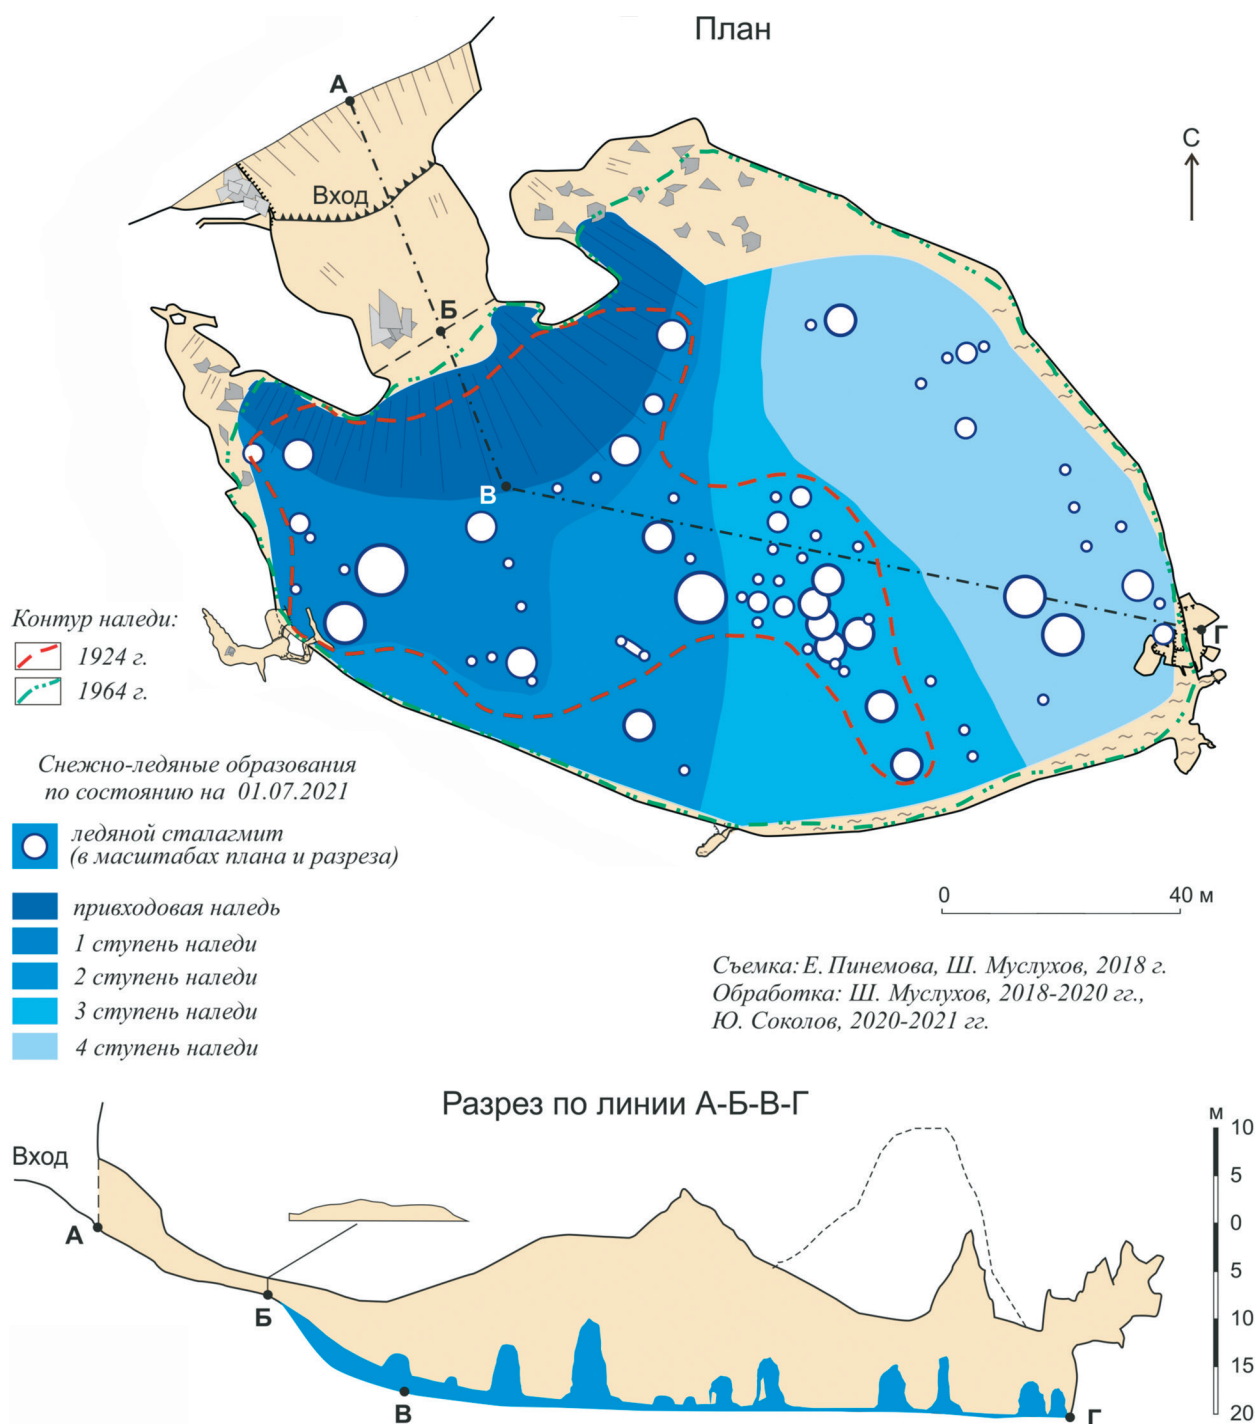 План
А
С
Вход
Б
В
Г
Контур наледи:
1924 г.
1964 г.
Снежно-ледяные образования
по состоянию на 01.07.2021
ледяной сталагмит
(в масштабах плана и разреза)
привходовая наледь
1 ступень наледи
2 ступень наледи
3 ступень наледи
4 ступень наледи
0 40 м
Съемка: Е. Пинемова, Ш. Муслухов, 2018 г.
Обработка: Ш. Муслухов, 2018-2020 гг.,
Ю. Соколов, 2020-2021 гг.
Разрез по линии А-Б-В-Г
м
10
5
0
5
10
15
20
Вход
А
Б
В
Г